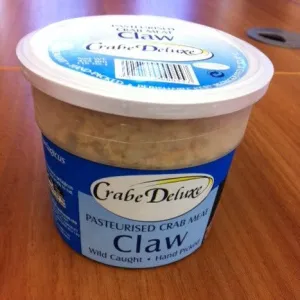 PASTEURISED CRAB MEAT
Claw
Crabe Deluxe
Crabe Deluxe
PASTEURISED CRAB MEAT
Claw
Wild Caught • Hand Picked